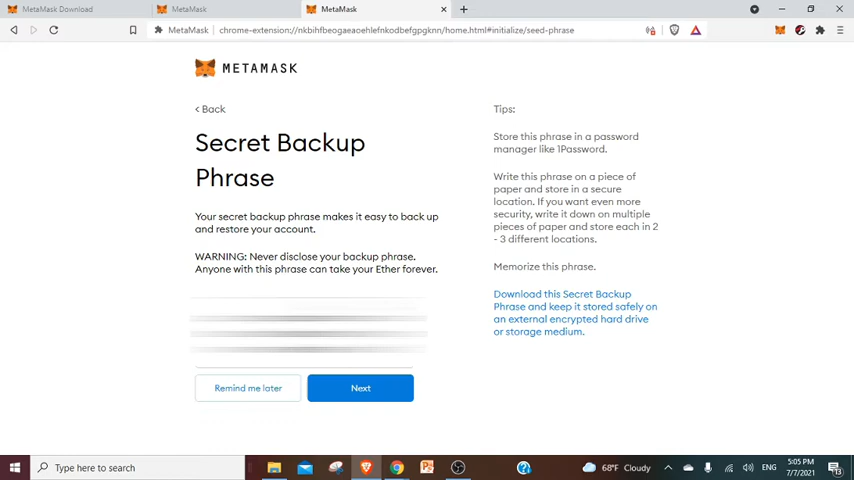 MetaMask Download
MetaMask
MetaMask
MetaMask
chrome-extension://nkbihfbeogaeaoehlefnkodbefgpgknn/home.html#initialize/seed-phrase
METAMASK
< Back
Secret Backup
Phrase
Your secret backup phrase makes it easy to back up
and restore your account.
WARNING: Never disclose your backup phrase.
Anyone with this phrase can take your Ether forever.
Remind me later
Next
Tips:
Store this phrase in a password
manager like 1Password.
Write this phrase on a piece of
paper and store in a secure
location. If you want even more
security, write it down on multiple
pieces of paper and store each in 2
- 3 different locations.
Memorize this phrase.
Download this Secret Backup
Phrase and keep it stored safely on
an external encrypted hard drive
or storage medium.
Type here to search
68°F Cloudy
ENG
5:05 PM
7/7/2021
13